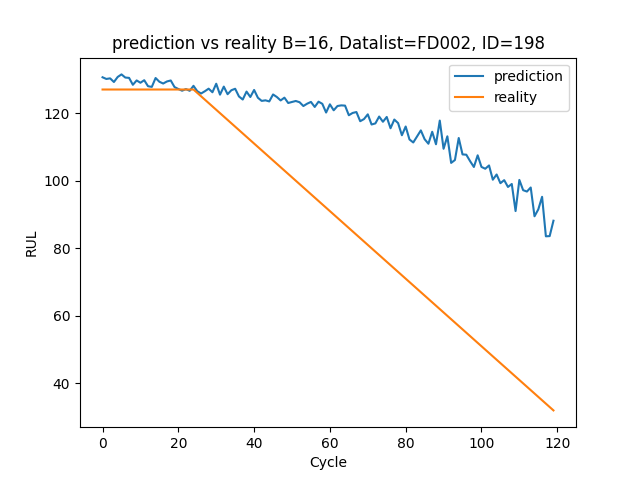 prediction vs reality B=16, Datalist=FD002, ID=198
prediction
reality
120
100
80
60
40
RUL
0 20 40 60 80 100 120
Cycle